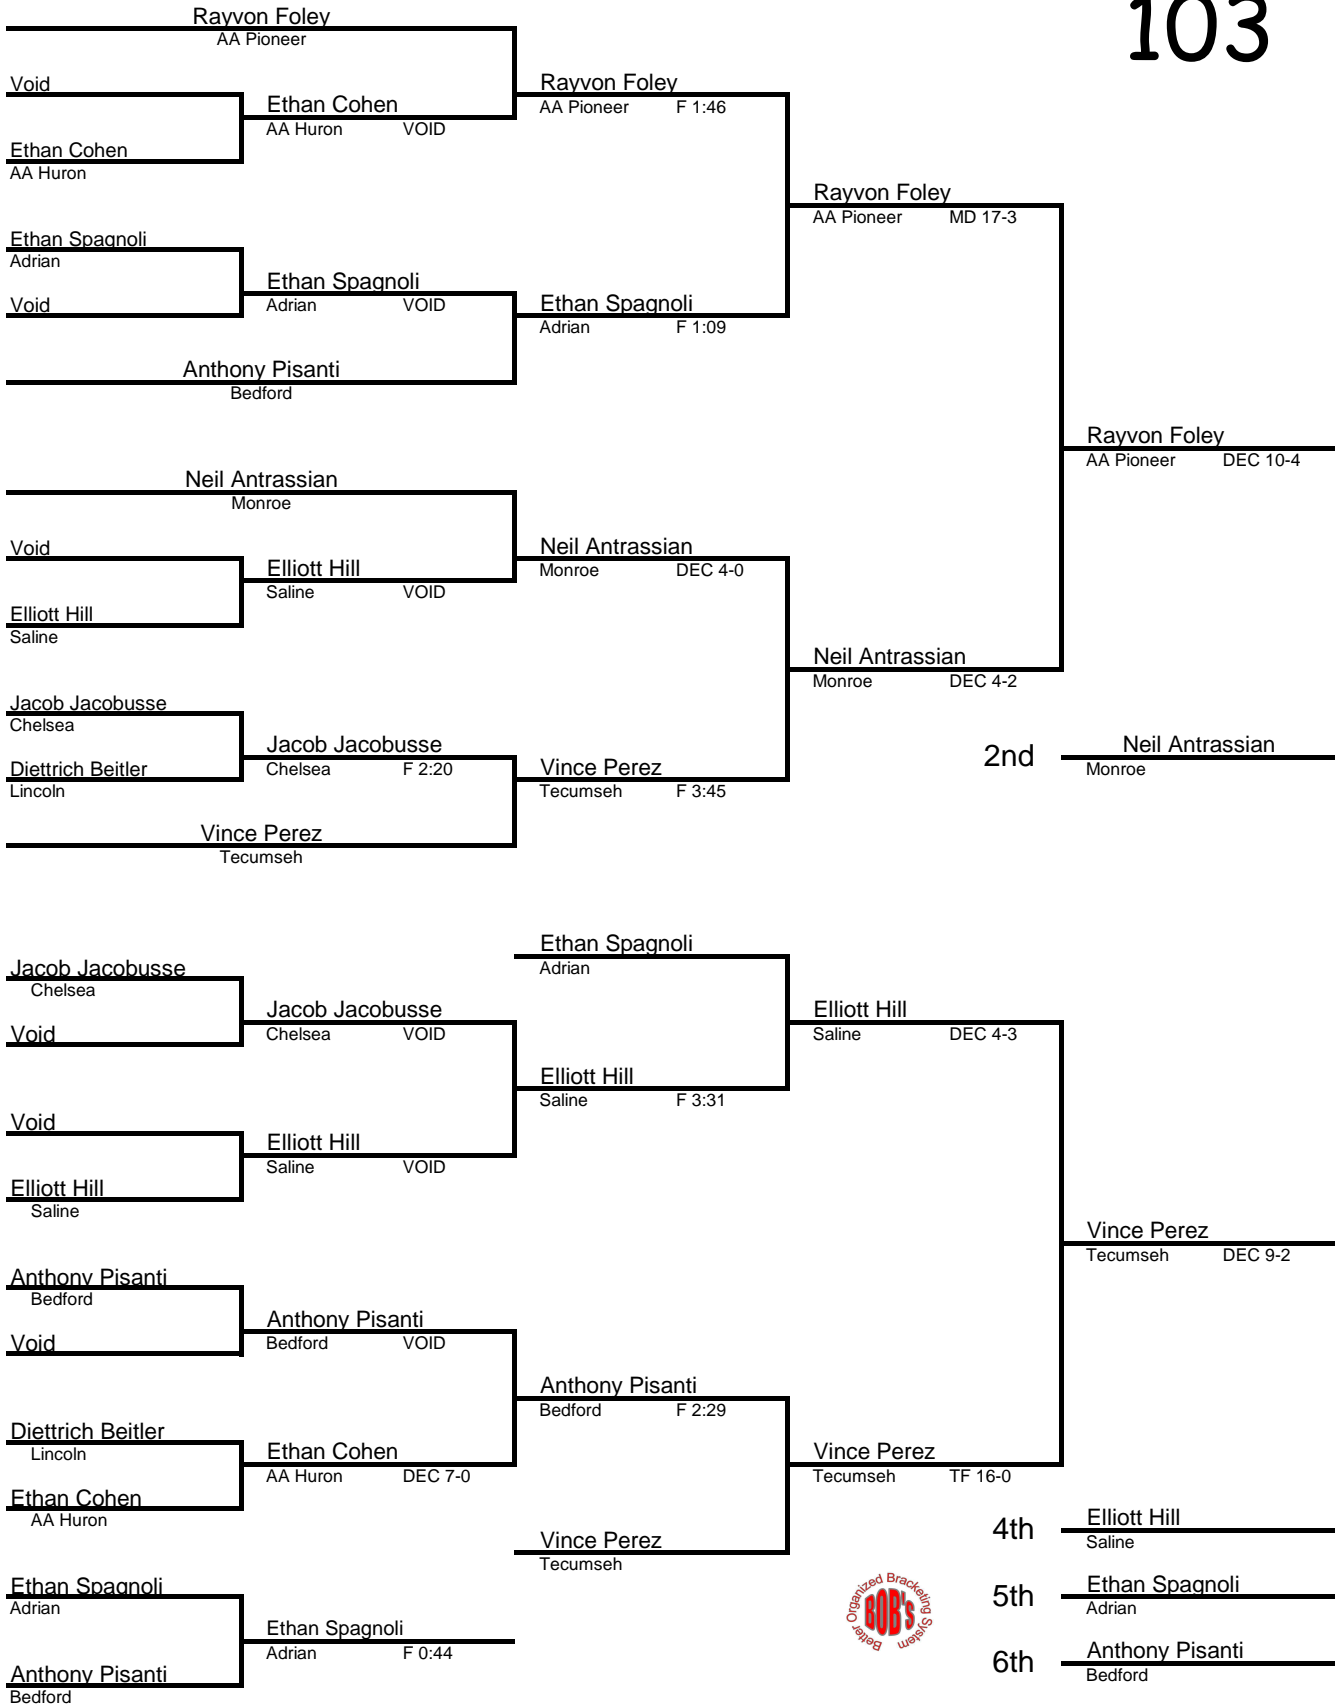 103
Rayvon Foley
AA Pioneer
Void
Ethan Cohen
AA Huron VOID
Rayvon Foley
AA Pioneer F 1:46
Ethan Cohen
AA Huron
Rayvon Foley
AA Pioneer MD 17-3
Ethan Spagnoli
Adrian
Ethan Spagnoli
Adrian VOID
Void
Ethan Spagnoli
Adrian F 1:09
Anthony Pisanti
Bedford
Rayvon Foley
AA Pioneer DEC 10-4
Neil Antrassian
Monroe
Void
Elliott Hill
Saline VOID
Neil Antrassian
Monroe DEC 4-0
Elliott Hill
Saline
Neil Antrassian
Monroe DEC 4-2
Jacob Jacobusse
Chelsea
Jacob Jacobusse
Chelsea F 2:20
Diettrich Beitler
Lincoln
Vince Perez
Tecumseh F 3:45
2nd Neil Antrassian
Monroe
Vince Perez
Tecumseh
Ethan Spagnoli
Adrian
Jacob Jacobusse
Chelsea
Jacob Jacobusse
Chelsea VOID
Void
Elliott Hill
Saline DEC 4-3
Elliott Hill
Saline F 3:31
Void
Elliott Hill
Saline VOID
Elliott Hill
Saline
Vince Perez
Tecumseh DEC 9-2
Anthony Pisanti
Bedford
Anthony Pisanti
Bedford VOID
Void
Anthony Pisanti
Bedford F 2:29
Diettrich Beitler
Lincoln
Ethan Cohen
AA Huron DEC 7-0
Ethan Cohen
AA Huron
Vince Perez
Tecumseh TF 16-0
Vince Perez
Tecumseh
4th Elliott Hill
Saline
Ethan Spagnoli
Adrian
Ethan Spagnoli
Adrian F 0:44
Anthony Pisanti
Bedford
Better Organized Bracketing System
BOB's
5th Ethan Spagnoli
Adrian
6th Anthony Pisanti
Bedford